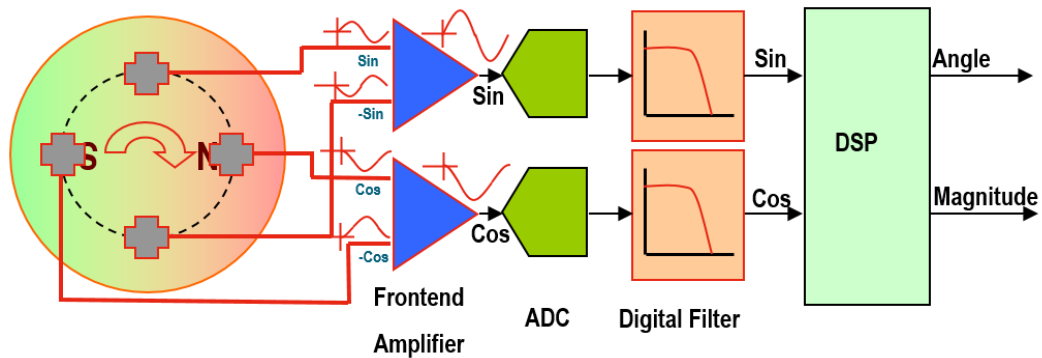 Sin
-Sin
Cos
-Cos
S
N
Sin
Cos
Frontend
Amplifier
ADC
Digital Filter
Sin
Cos
DSP
Angle
Magnitude